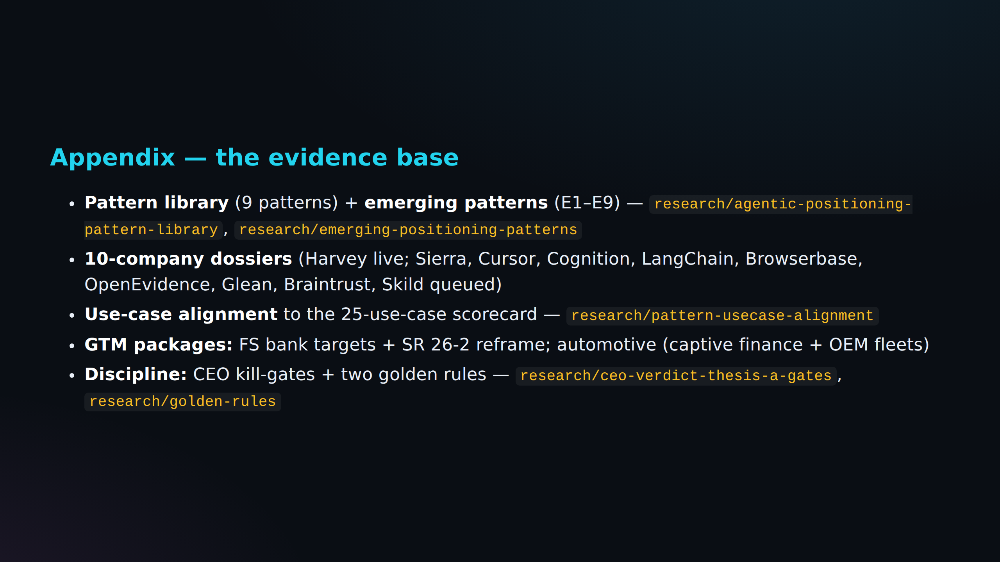 Appendix — the evidence base
• Pattern library (9 patterns) + emerging patterns (E1–E9) — research/agentic-positioning-
pattern-library, research/emerging-positioning-patterns
• 10-company dossiers (Harvey live; Sierra, Cursor, Cognition, LangChain, Browserbase,
OpenEvidence, Glean, Braintrust, Skild queued)
• Use-case alignment to the 25-use-case scorecard — research/pattern-usecase-alignment
• GTM packages: FS bank targets + SR 26-2 reframe; automotive (captive finance + OEM fleets)
• Discipline: CEO kill-gates + two golden rules — research/ceo-verdict-thesis-a-gates,
research/golden-rules